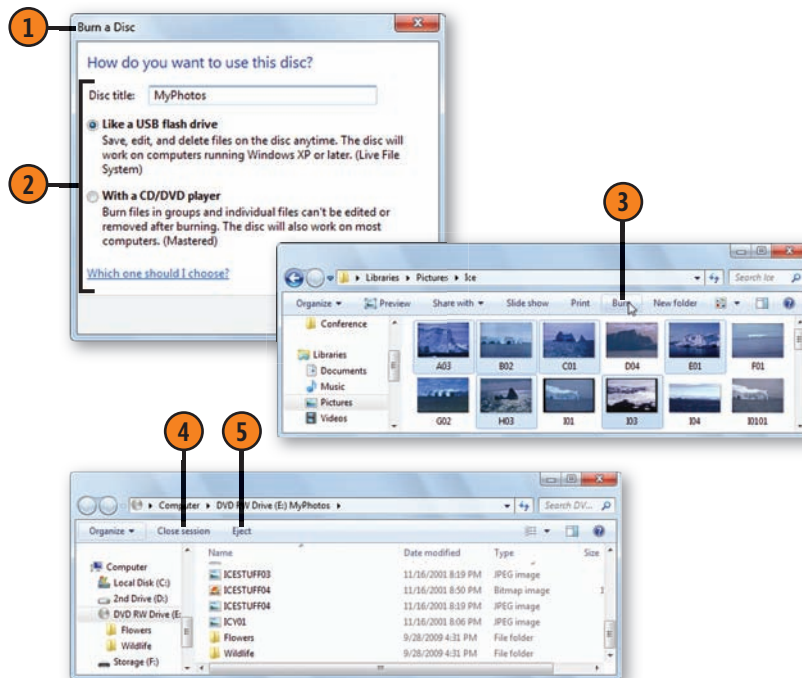 1
Burn a Disc
How do you want to use this disc?
Disc title: MyPhotos
Like a USB flash drive
Save, edit, and delete files on the disc anytime. The disc will
work on computers running Windows XP or later. (Live File
System)
2
With a CD/DVD player
Burn files in groups and individual files can't be edited or
removed after burning. The disc will also work on most
computers. (Mastered)
Which one should I choose?
3
Libraries Pictures Ice Search Ice
Organize Preview Share with Slide show Print Burn New folder
Conference
Libraries
Documents
Music
Pictures
Videos
A03 B02 C01 D04 E01 F01
G02 H03 I01 I03 I04 I0101
4
5
Computer DVD RW Drive (E:) MyPhotos Search DV...
Organize Close session Eject
Name Date modified Type Size
Computer
Local Disk (C:)
2nd Drive (D:)
DVD RW Drive (E:
Flowers
Wildlife
Storage (F:)
ICESTUFF03 11/16/2001 8:19 PM JPEG image
ICESTUFF04 11/16/2001 8:50 PM Bitmap image 1
ICESTUFF04 11/16/2001 8:19 PM JPEG image
ICY01 11/16/2001 8:06 PM JPEG image
Flowers 9/28/2009 4:31 PM File folder
Wildlife 9/28/2009 4:31 PM File folder